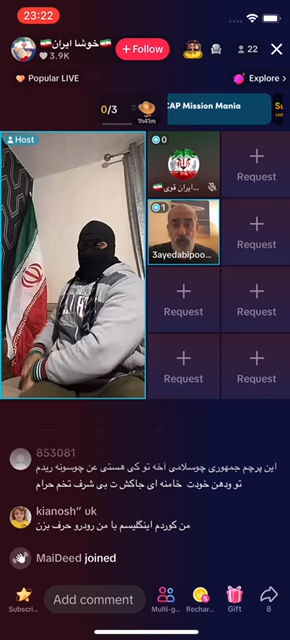 23:22
🇮🇷خوشا ایران🇮🇷
3.9K
+ Follow
22
Popular LIVE
Explore >
0/3
1h41m
CAP Mission Mania
Host
0
ایران قوی...
1
3ayedabipoo...
Request
Request
Request
Request
Request
Request
853081
این پرچم جمهوری چوسلامی اخه تو کی هستی عن چوسونه ریدم
تو ودهن خودت خامنه ای جاکش ت بی شرف تخم حرام
kianosh” uk
من کوردم اینگلیسم با من رودرو حرف بزن
MaiDeed joined
Subscri...
Add comment
Multi-g...
Rechar...
Gift
8